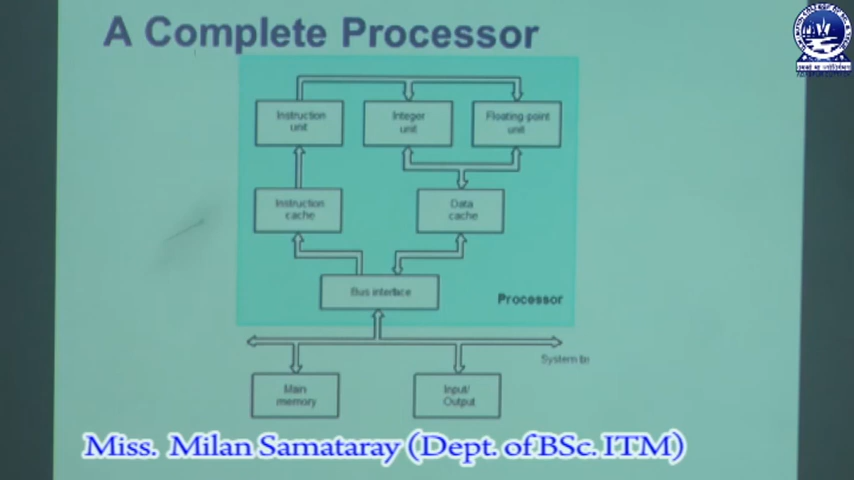 A Complete Processor
Instruction
unit
Integer
unit
Floating-point
unit
Instruction
cache
Data
cache
Bus interface
Processor
System
Main
memory
Input/
Output
Miss. Milan Samataray (Dept. of BSc. ITM)